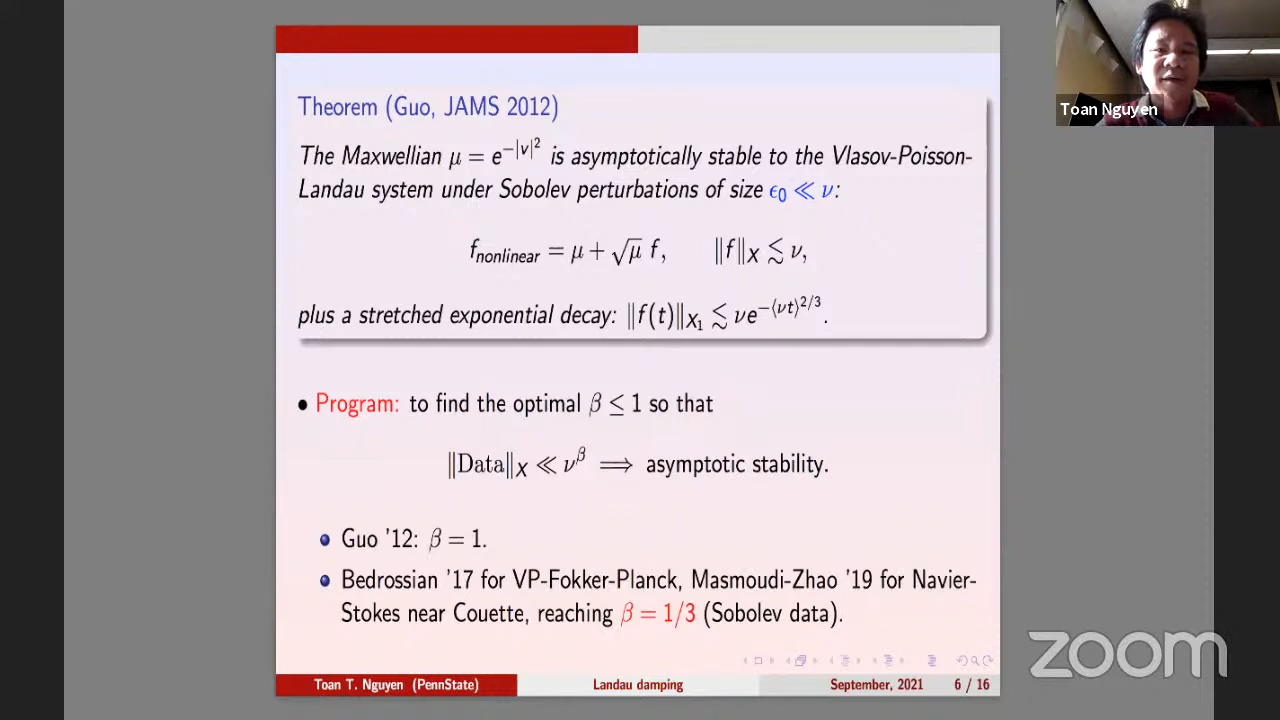 Theorem (Guo, JAMS 2012)
The Maxwellian μ = e^{−|v|^2} is asymptotically stable to the Vlasov-Poisson-
Landau system under Sobolev perturbations of size ϵ_0 ≪ ν:
f_{nonlinear} = μ + √μ f,   ‖f‖_X ≲ ν,
plus a stretched exponential decay: ‖f(t)‖_{X_1} ≲ νe^{−⟨νt⟩^{2/3}}.
• Program: to find the optimal β ≤ 1 so that
‖Data‖_X ≪ ν^β ⟹ asymptotic stability.
• Guo '12: β = 1.
• Bedrossian '17 for VP-Fokker-Planck, Masmoudi-Zhao '19 for Navier-
Stokes near Couette, reaching β = 1/3 (Sobolev data).
Toan T. Nguyen (PennState) Landau damping September, 2021 6 / 16
Toan Nguyen
zoom